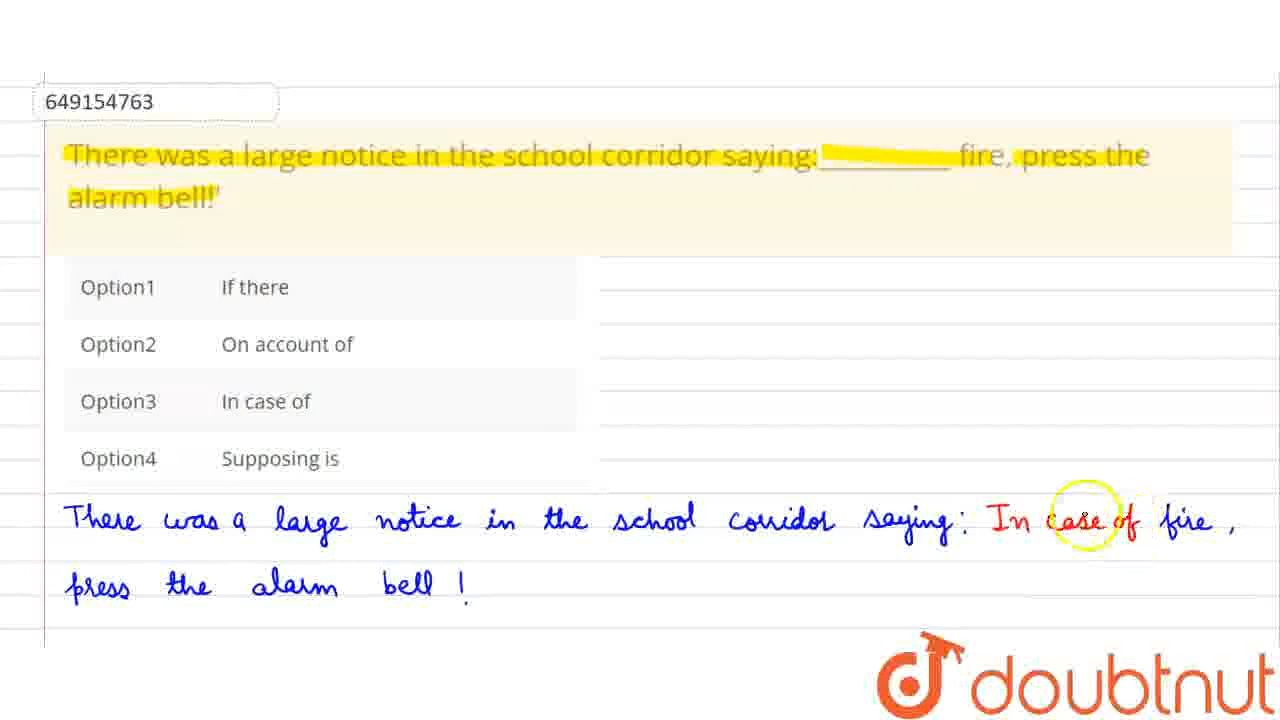 649154763
There was a large notice in the school corridor saying:__________ fire, press the
alarm bell!'
Option1 If there
Option2 On account of
Option3 In case of
Option4 Supposing is
There was a large notice in the school corridor saying: In case of fire,
press the alarm bell!
doubtnut